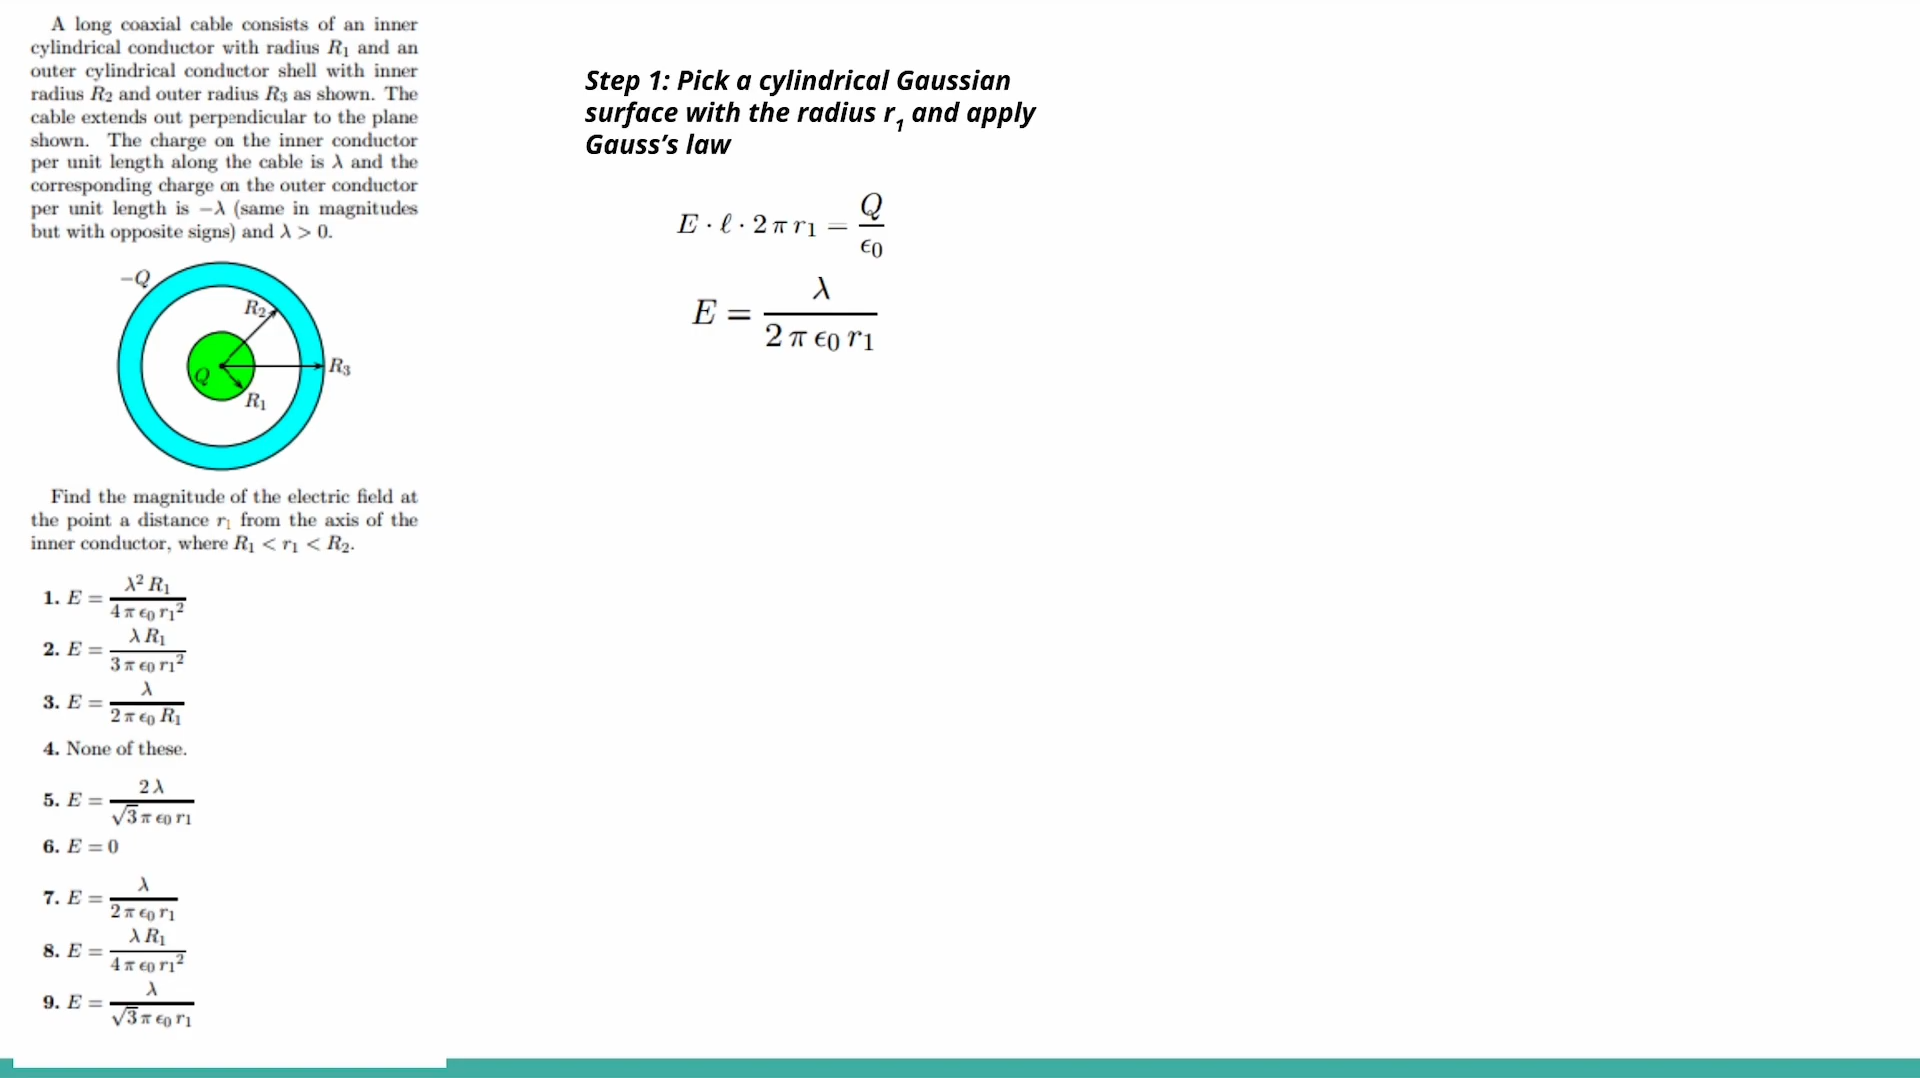 A long coaxial cable consists of an inner
cylindrical conductor with radius R₁ and an
outer cylindrical conductor shell with inner
radius R₂ and outer radius R₃ as shown. The
cable extends out perpendicular to the plane
shown. The charge on the inner conductor
per unit length along the cable is λ and the
corresponding charge on the outer conductor
per unit length is −λ (same in magnitudes
but with opposite signs) and λ > 0.
−Q
R₂
Q
R₃
R₁
Find the magnitude of the electric field at
the point a distance r₁ from the axis of the
inner conductor, where R₁ < r₁ < R₂.
1. E = λ² R₁ / 4 π ϵ₀ r₁²
2. E = λ R₁ / 3 π ϵ₀ r₁²
3. E = λ / 2 π ϵ₀ R₁
4. None of these.
5. E = 2 λ / √3 π ϵ₀ r₁
6. E = 0
7. E = λ / 2 π ϵ₀ r₁
8. E = λ R₁ / 4 π ϵ₀ r₁²
9. E = λ / √3 π ϵ₀ r₁
Step 1: Pick a cylindrical Gaussian
surface with the radius r₁ and apply
Gauss’s law
E · ℓ · 2 π r₁ = Q / ϵ₀
E = λ / 2 π ϵ₀ r₁